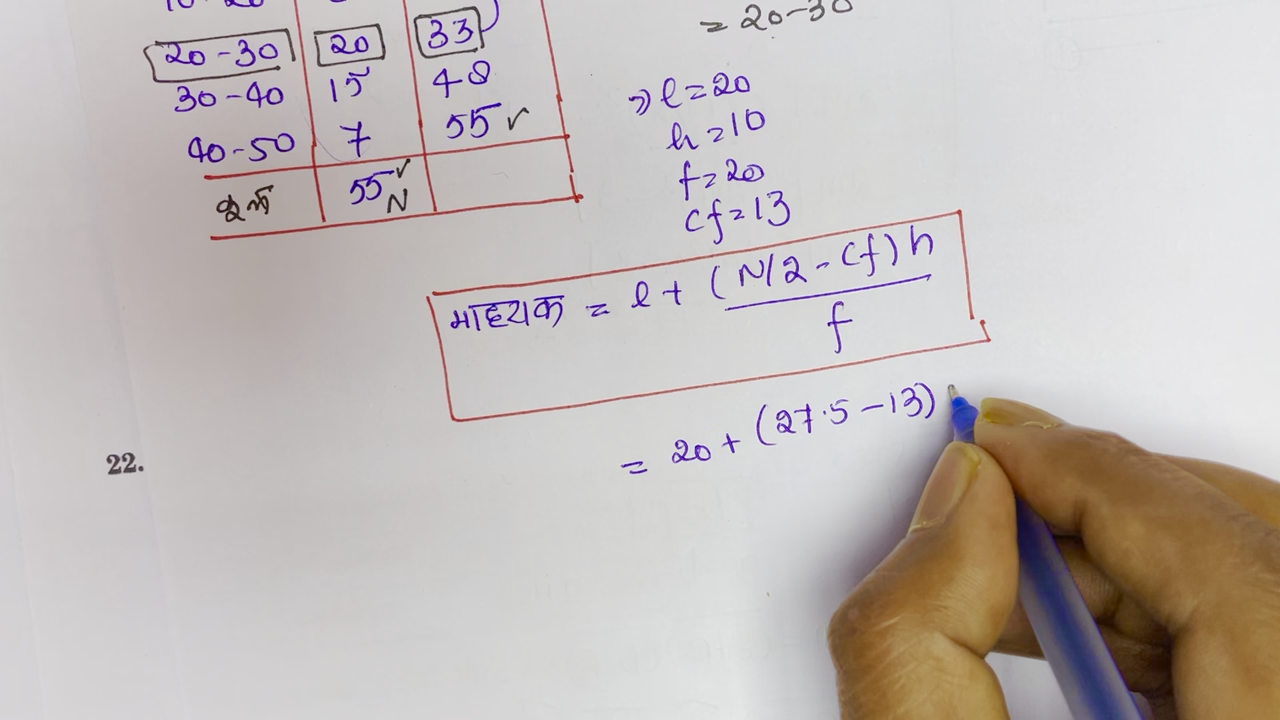 20-30 20 33
30-40 15 48
40-50 7 55 ✓
कुल 55 ✓ N
= 20-30
⇒ l = 20
h = 10
f = 20
Cf = 13
माध्यक = l + (N/2 - Cf) h
f
= 20 + (27.5 - 13)
22.